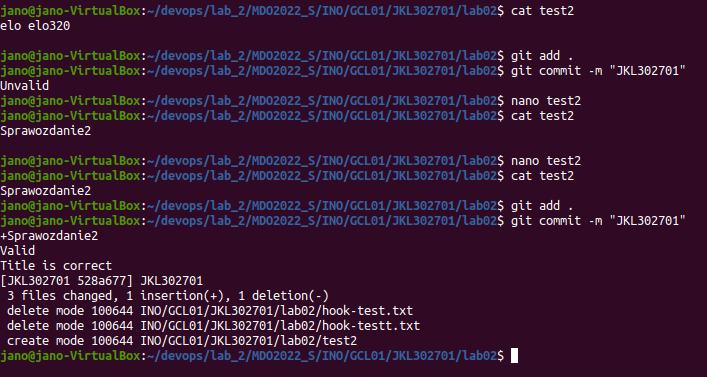 jano@jano-VirtualBox:~/devops/lab_2/MDO2022_S/INO/GCL01/JKL302701/lab02$ cat test2
elo elo320
jano@jano-VirtualBox:~/devops/lab_2/MDO2022_S/INO/GCL01/JKL302701/lab02$ git add .
jano@jano-VirtualBox:~/devops/lab_2/MDO2022_S/INO/GCL01/JKL302701/lab02$ git commit -m "JKL302701"
Unvalid
jano@jano-VirtualBox:~/devops/lab_2/MDO2022_S/INO/GCL01/JKL302701/lab02$ nano test2
jano@jano-VirtualBox:~/devops/lab_2/MDO2022_S/INO/GCL01/JKL302701/lab02$ cat test2
Sprawozdanie2
jano@jano-VirtualBox:~/devops/lab_2/MDO2022_S/INO/GCL01/JKL302701/lab02$ nano test2
jano@jano-VirtualBox:~/devops/lab_2/MDO2022_S/INO/GCL01/JKL302701/lab02$ cat test2
Sprawozdanie2
jano@jano-VirtualBox:~/devops/lab_2/MDO2022_S/INO/GCL01/JKL302701/lab02$ git add .
jano@jano-VirtualBox:~/devops/lab_2/MDO2022_S/INO/GCL01/JKL302701/lab02$ git commit -m "JKL302701"
+Sprawozdanie2
Valid
Title is correct
[JKL302701 528a677] JKL302701
 3 files changed, 1 insertion(+), 1 deletion(-)
 delete mode 100644 INO/GCL01/JKL302701/lab02/hook-test.txt
 delete mode 100644 INO/GCL01/JKL302701/lab02/hook-testt.txt
 create mode 100644 INO/GCL01/JKL302701/lab02/test2
jano@jano-VirtualBox:~/devops/lab_2/MDO2022_S/INO/GCL01/JKL302701/lab02$